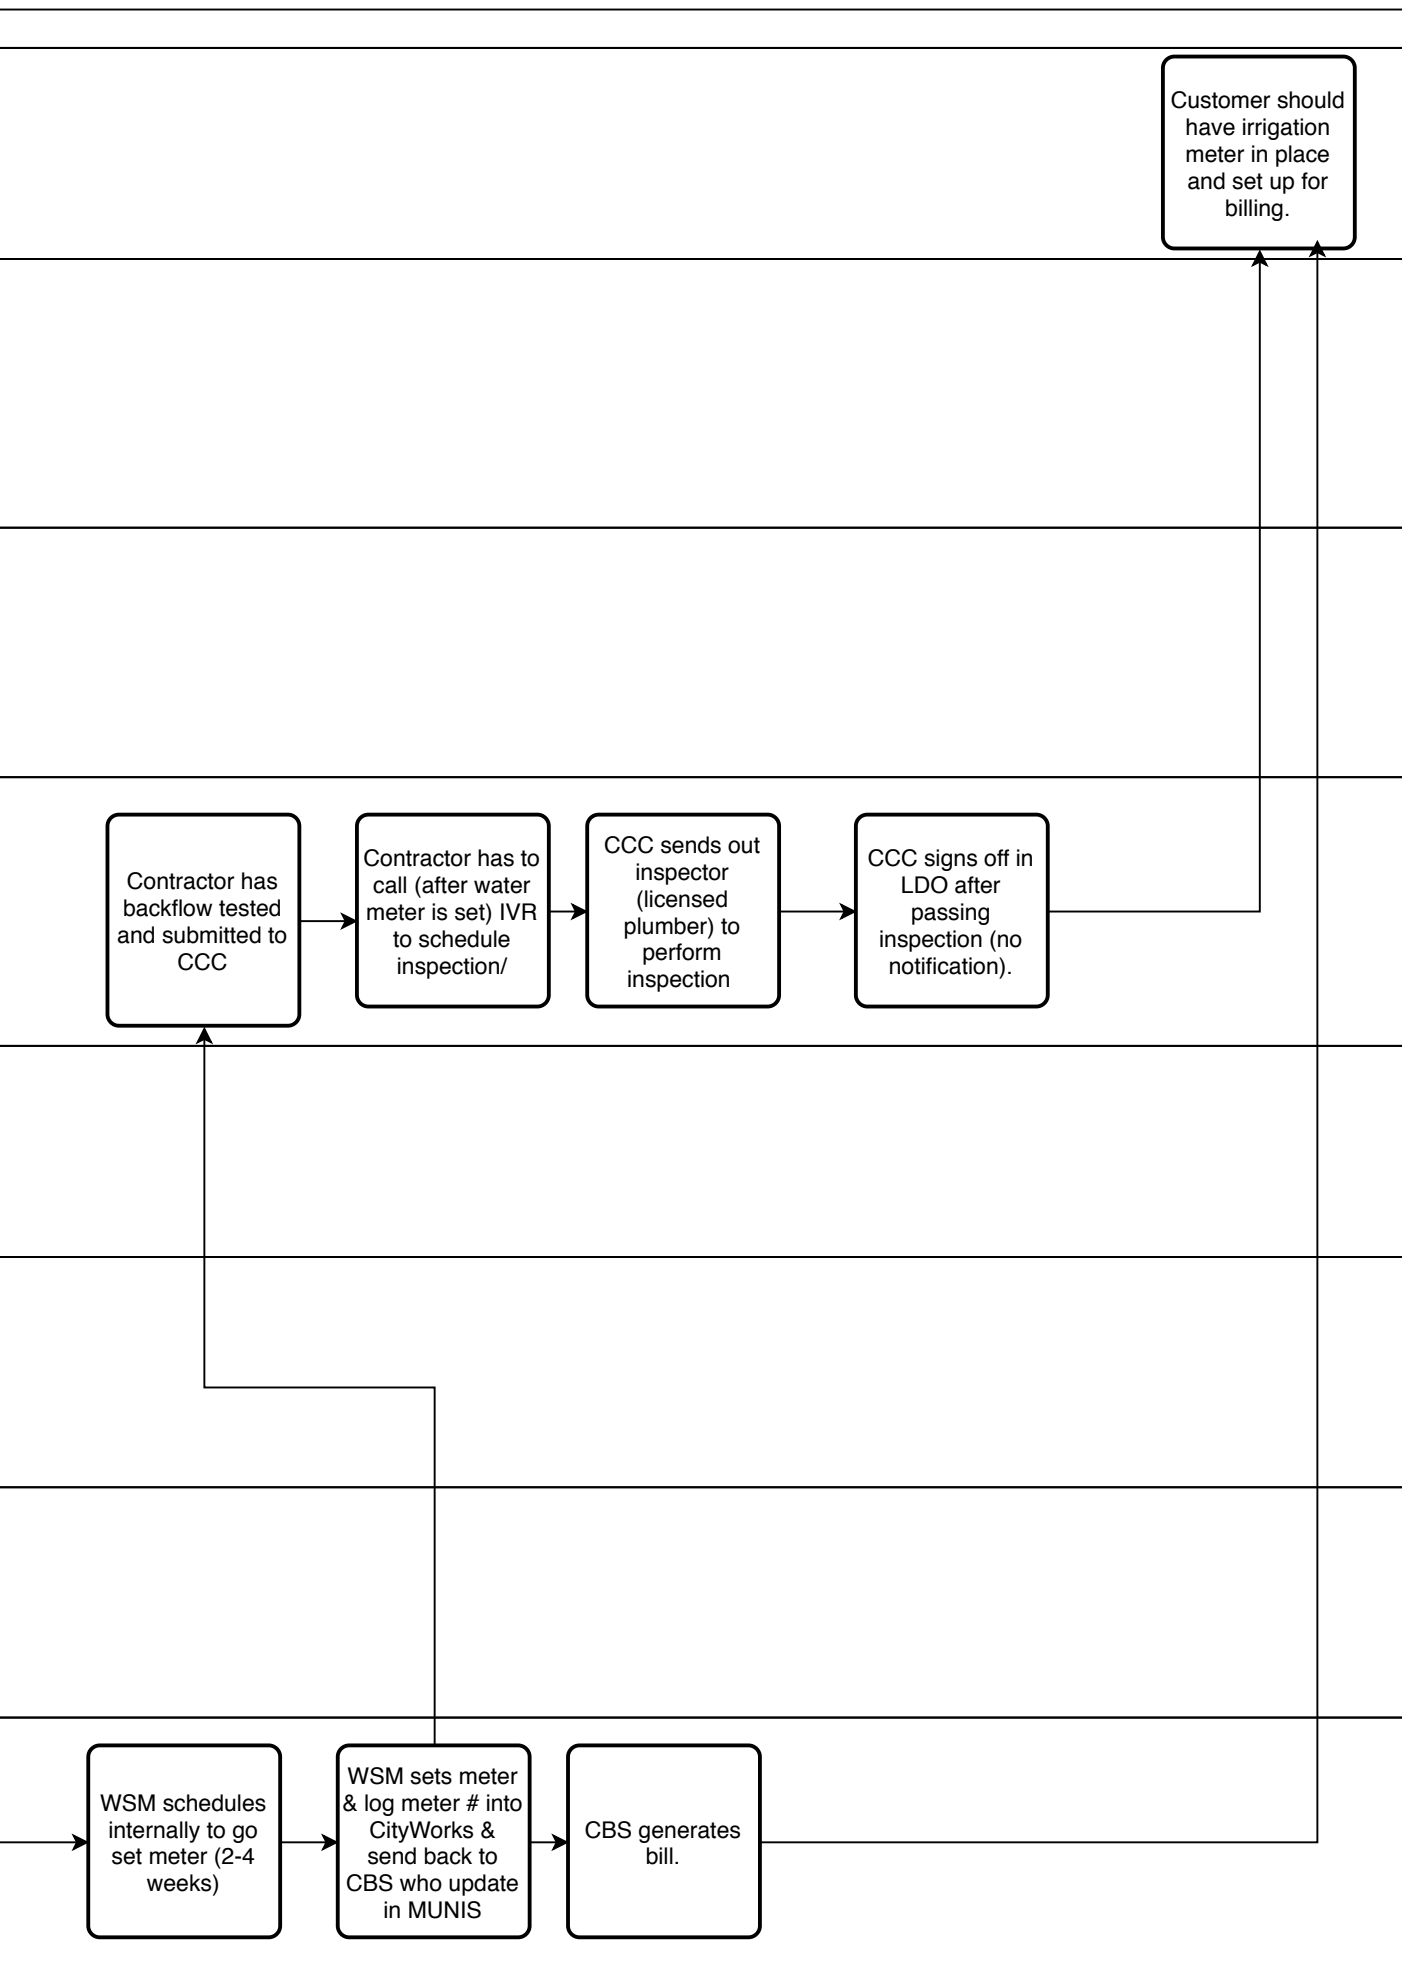 Customer should
have irrigation
meter in place
and set up for
billing.
Contractor has
backflow tested
and submitted to
CCC
Contractor has to
call (after water
meter is set) IVR
to schedule
inspection/
CCC sends out
inspector
(licensed
plumber) to
perform
inspection
CCC signs off in
LDO after
passing
inspection (no
notification).
WSM schedules
internally to go
set meter (2-4
weeks)
WSM sets meter
& log meter # into
CityWorks &
send back to
CBS who update
in MUNIS
CBS generates
bill.